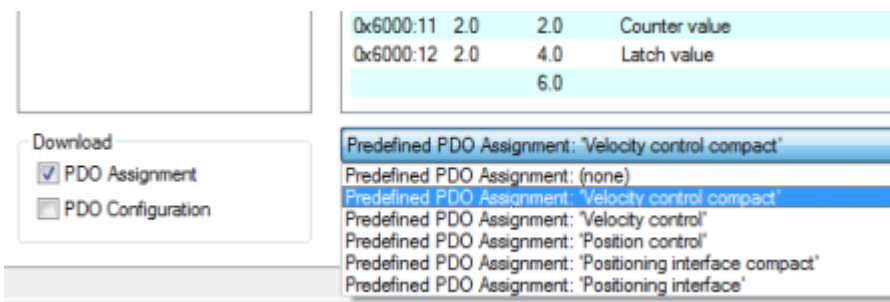 0x6000:11 2.0 2.0 Counter value
0x6000:12 2.0 4.0 Latch value
6.0
Download
PDO Assignment
PDO Configuration
Predefined PDO Assignment: 'Velocity control compact'
Predefined PDO Assignment: (none)
Predefined PDO Assignment: 'Velocity control compact'
Predefined PDO Assignment: 'Velocity control'
Predefined PDO Assignment: 'Position control'
Predefined PDO Assignment: 'Positioning interface compact'
Predefined PDO Assignment: 'Positioning interface'